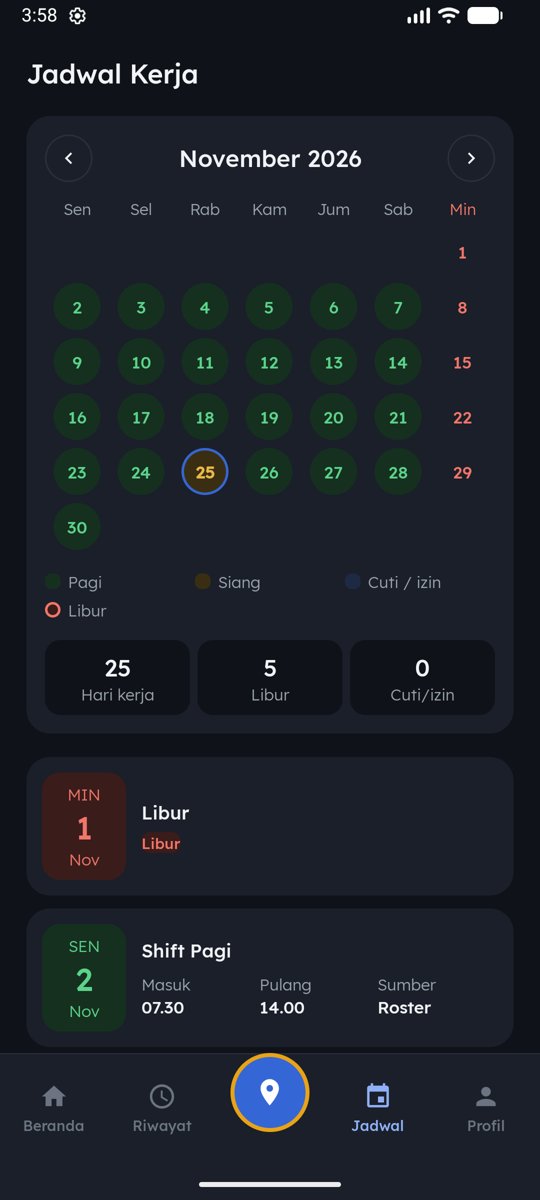 3:58
Jadwal Kerja
November 2026
Sen Sel Rab Kam Jum Sab Min
1
2 3 4 5 6 7 8
9 10 11 12 13 14 15
16 17 18 19 20 21 22
23 24 25 26 27 28 29
30
Pagi Siang Cuti / izin
Libur
25 5 0
Hari kerja Libur Cuti/izin
MIN
1
Nov
Libur
Libur
SEN
2
Nov
Shift Pagi
Masuk Pulang Sumber
07.30 14.00 Roster
Beranda Riwayat Jadwal Profil